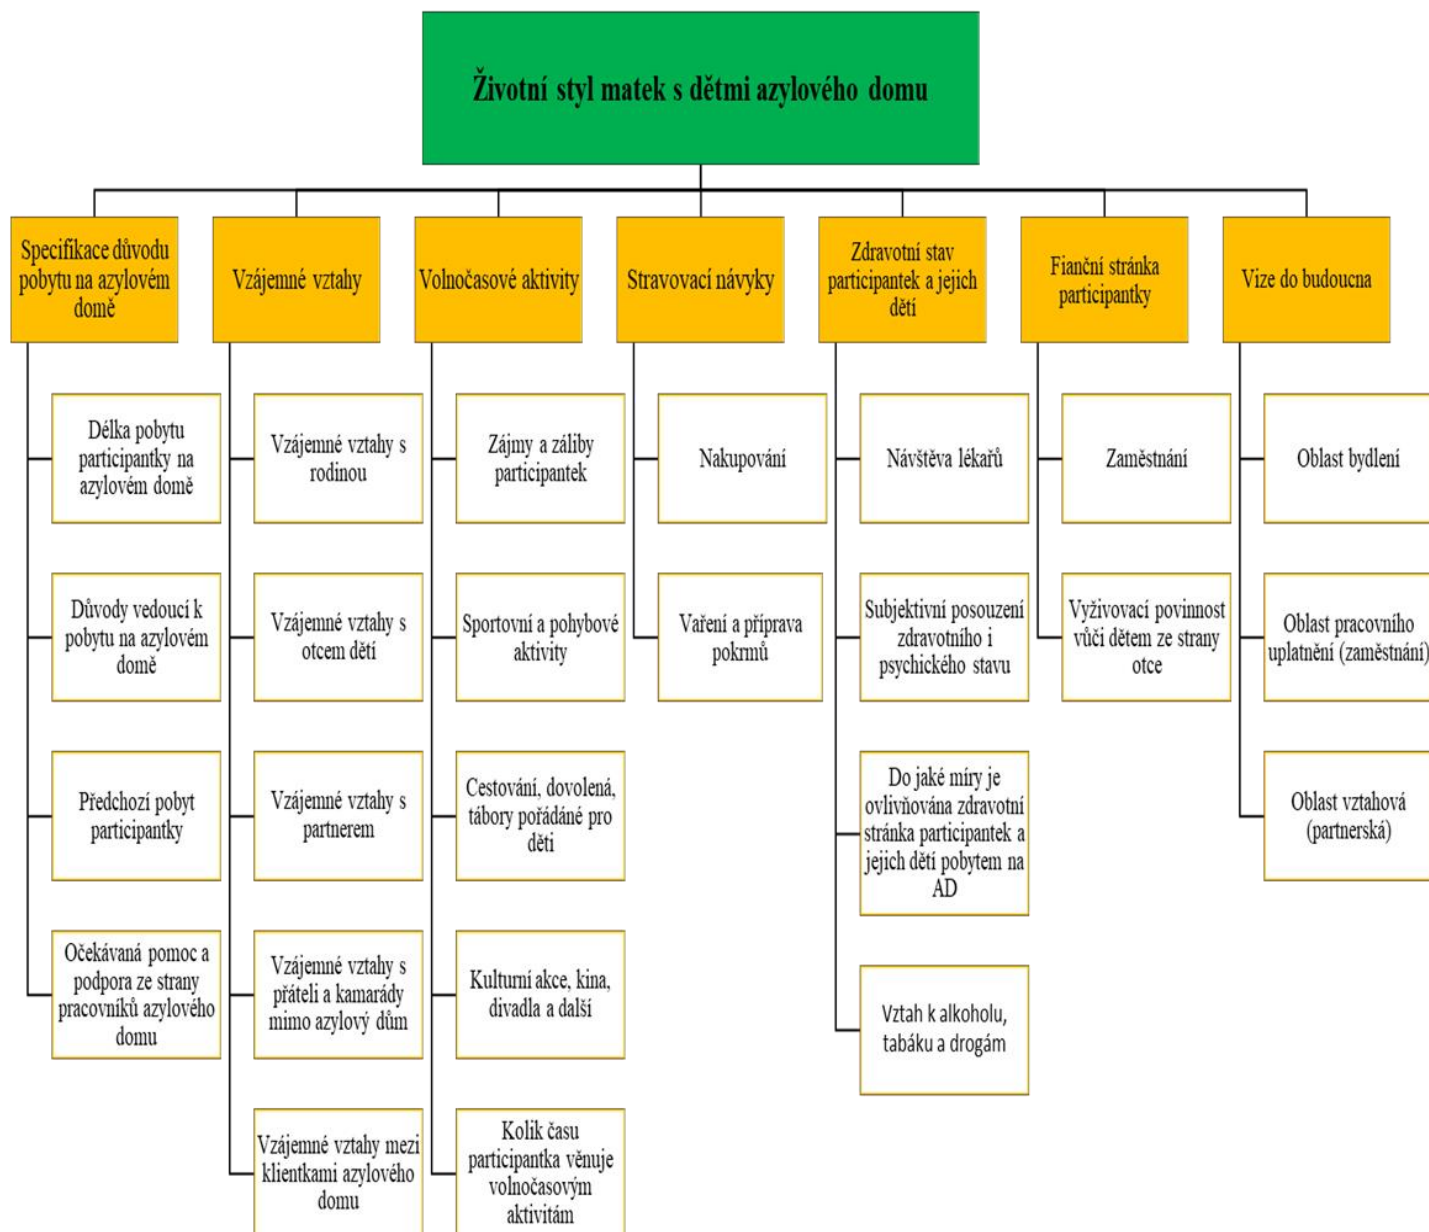 Životní styl matek s dětmi azylového domu
Specifikace důvodu
pobytu na azylovém
domě
Délka pobytu
participantky na
azylovém domě
Důvody vedoucí k
pobytu na azylovém
domě
Předchozí pobyt
participantky
Očekávaná pomoc a
podpora ze strany
pracovníků azylového
domu
Vzájemné vztahy
Vzájemné vztahy s
rodinou
Vzájemné vztahy s
otcem dětí
Vzájemné vztahy s
partnerem
Vzájemné vztahy s
přáteli a kamarády
mimo azylový dům
Vzájemné vztahy mezi
klientkami azylového
domu
Volnočasové aktivity
Zájmy a záliby
participantek
Sportovní a pohybové
aktivity
Cestování, dovolená,
tábory pořádáné pro
děti
Kulturní akce, kina,
divadla a další
Kolik času
participantka věnuje
volnočasovým
aktivitám
Stravovací návyky
Nakupování
Vaření a příprava
pokrmů
Zdravotní stav
participantek a jejich
dětí
Návštěva lékařů
Subjektivní posouzení
zdravotního i
psychického stavu
Do jaké míry je
ovlivňována zdravotní
stránka participantek a
jejich dětí pobytem na
AD
Vztah k alkoholu,
tabáku a drogám
Fianční stránka
participantky
Zaměstnání
Vyživovací povinnost
vůči dětem ze strany
otce
Vize do budoucna
Oblast bydlení
Oblast pracovního
uplatnění (zaměstnání)
Oblast vztahová
(partnerská)